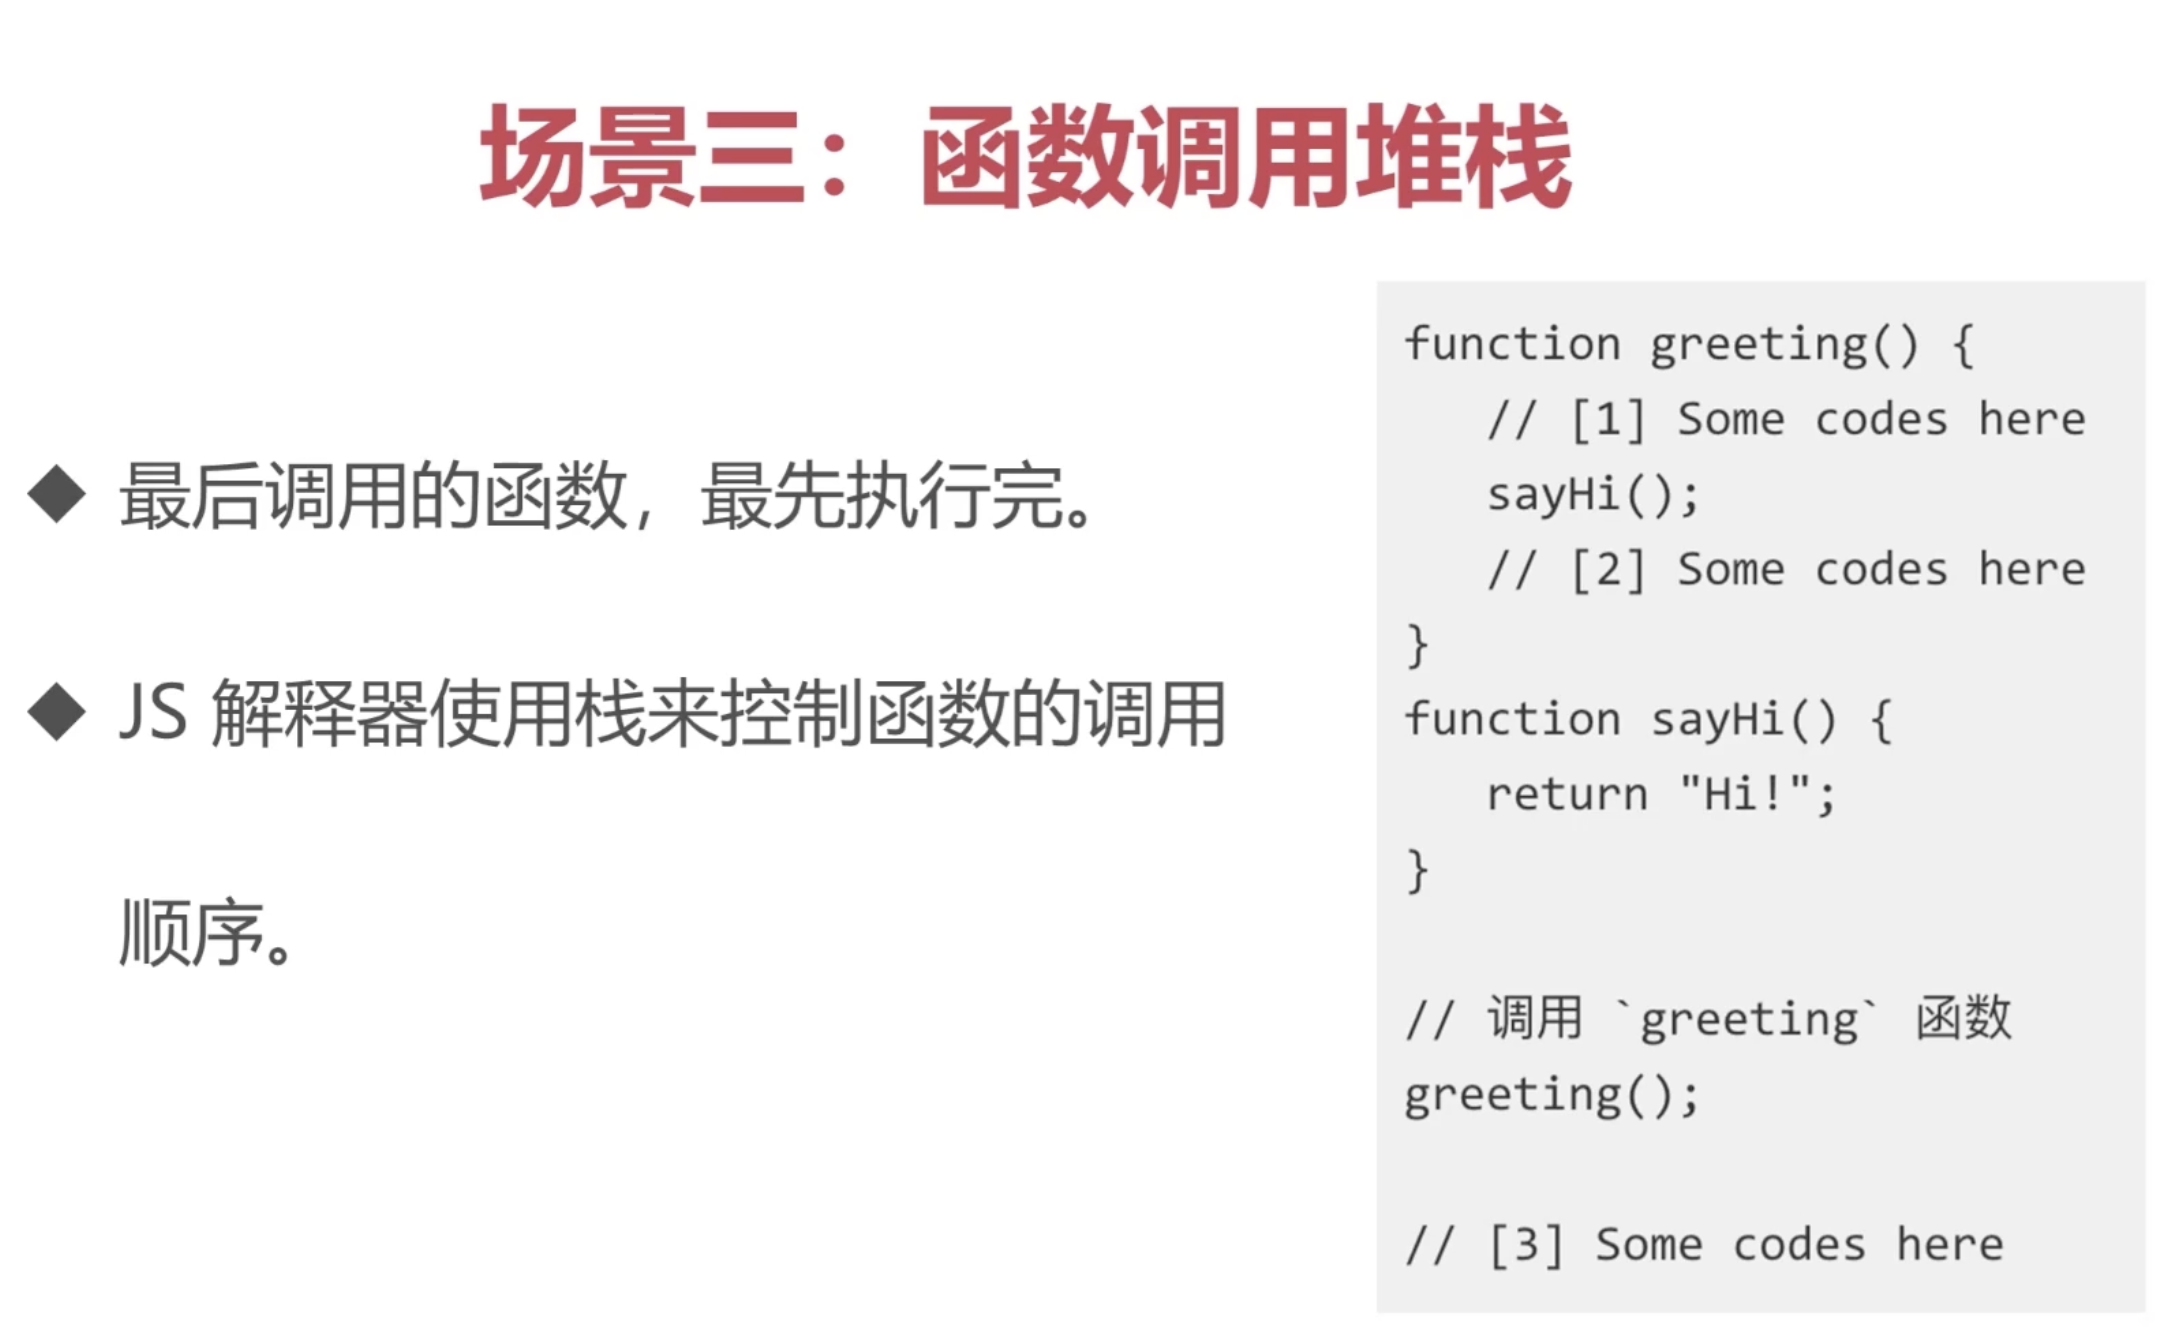 场景三：函数调用堆栈
◆ 最后调用的函数，最先执行完。
◆ JS 解释器使用栈来控制函数的调用
顺序。
function greeting() {
   // [1] Some codes here
   sayHi();
   // [2] Some codes here
}
function sayHi() {
   return "Hi!";
}

// 调用 `greeting` 函数
greeting();

// [3] Some codes here